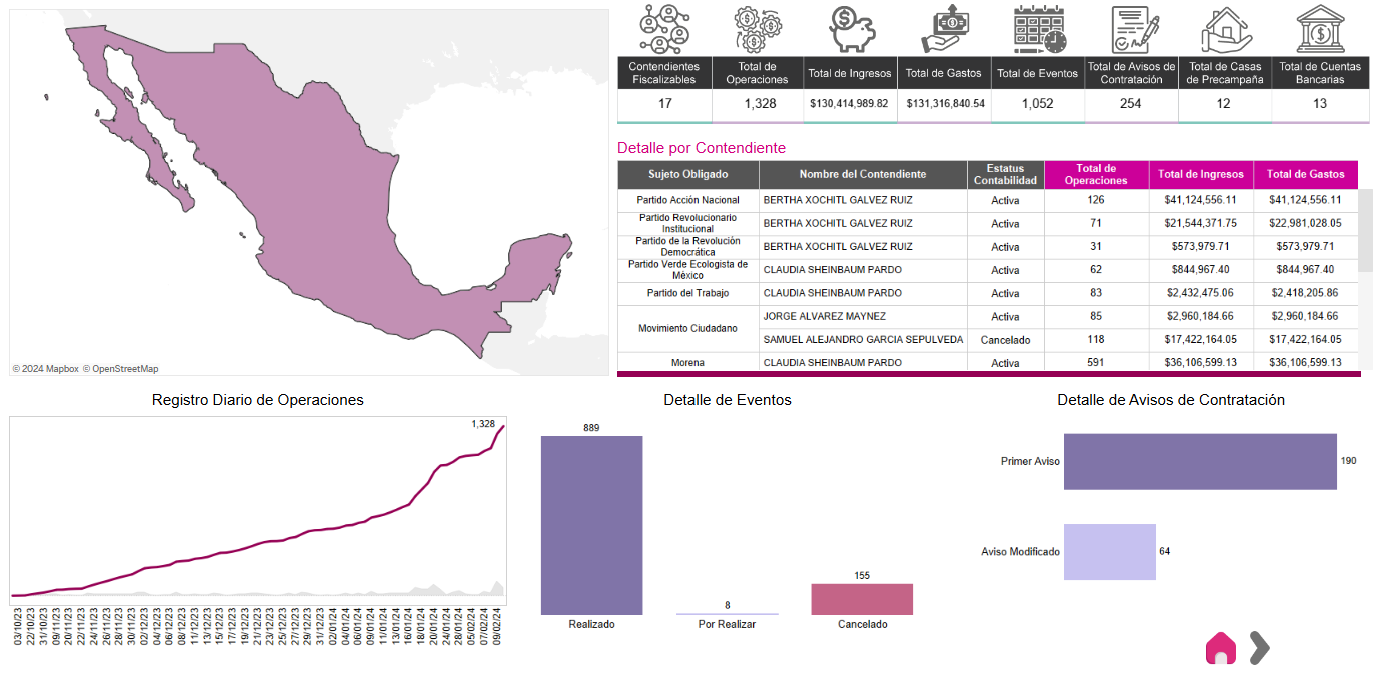 Contendientes
Fiscalizables
Total de
Operaciones
Total de Ingresos
Total de Gastos
Total de Eventos
Total de Avisos de
Contratación
Total de Casas
de Precampaña
Total de Cuentas
Bancarias
17
1,328
$130,414,989.82
$131,316,840.54
1,052
254
12
13
Detalle por Contendiente
Sujeto Obligado
Nombre del Contendiente
Estatus
Contabilidad
Total de
Operaciones
Total de Ingresos
Total de Gastos
Partido Acción Nacional
BERTHA XOCHITL GALVEZ RUIZ
Activa
126
$41,124,556.11
$41,124,556.11
Partido Revolucionario
Institucional
BERTHA XOCHITL GALVEZ RUIZ
Activa
71
$21,544,371.75
$22,981,028.05
Partido de la Revolución
Democrática
BERTHA XOCHITL GALVEZ RUIZ
Activa
31
$573,979.71
$573,979.71
Partido Verde Ecologista de
México
CLAUDIA SHEINBAUM PARDO
Activa
62
$844,967.40
$844,967.40
Partido del Trabajo
CLAUDIA SHEINBAUM PARDO
Activa
83
$2,432,475.06
$2,418,205.86
Movimiento Ciudadano
JORGE ALVAREZ MAYNEZ
Activa
85
$2,960,184.66
$2,960,184.66
SAMUEL ALEJANDRO GARCIA SEPULVEDA
Cancelado
118
$17,422,164.05
$17,422,164.05
Morena
CLAUDIA SHEINBAUM PARDO
Activa
591
$36,106,599.13
$36,106,599.13
© 2024 Mapbox © OpenStreetMap
Registro Diario de Operaciones
1,328
03/10/23
22/10/23
31/10/23
09/11/23
20/11/23
22/11/23
24/11/23
26/11/23
28/11/23
30/11/23
02/12/23
04/12/23
06/12/23
08/12/23
11/12/23
13/12/23
15/12/23
17/12/23
19/12/23
21/12/23
23/12/23
25/12/23
27/12/23
29/12/23
31/12/23
02/01/24
04/01/24
06/01/24
09/01/24
11/01/24
13/01/24
16/01/24
18/01/24
20/01/24
24/01/24
28/01/24
05/02/24
07/02/24
09/02/24
Detalle de Eventos
889
8
155
Realizado
Por Realizar
Cancelado
Detalle de Avisos de Contratación
Primer Aviso
190
Aviso Modificado
64